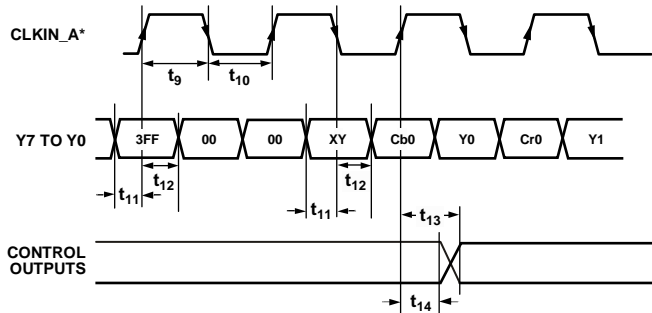 CLKIN_A*
t9 t10
Y7 TO Y0 3FF 00 00 XY Cb0 Y0 Cr0 Y1
t11 t12 t11 t12
t13
CONTROL
OUTPUTS
t14